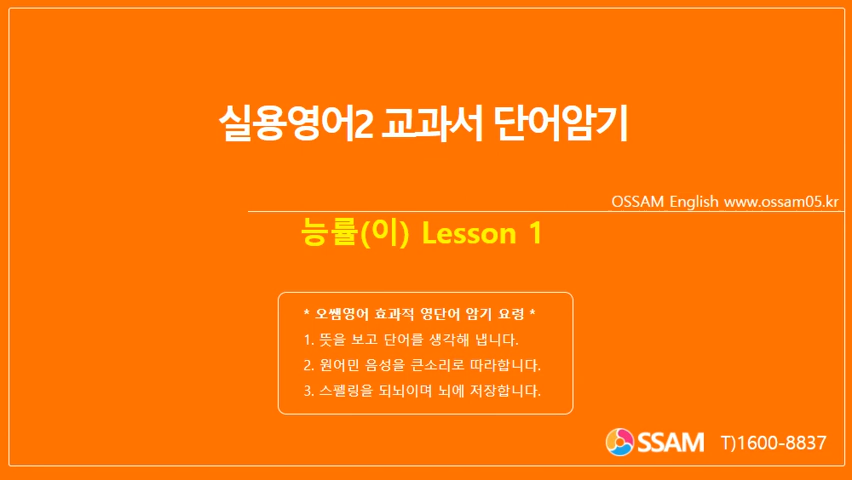 실용영어2 교과서 단어암기
OSSAM English www.ossam05.kr
능률(이) Lesson 1
* 오쌤영어 효과적 영단어 암기 요령 *
1. 뜻을 보고 단어를 생각해 냅니다.
2. 원어민 음성을 큰소리로 따라합니다.
3. 스펠링을 되뇌이며 뇌에 저장합니다.
OSSAM T)1600-8837